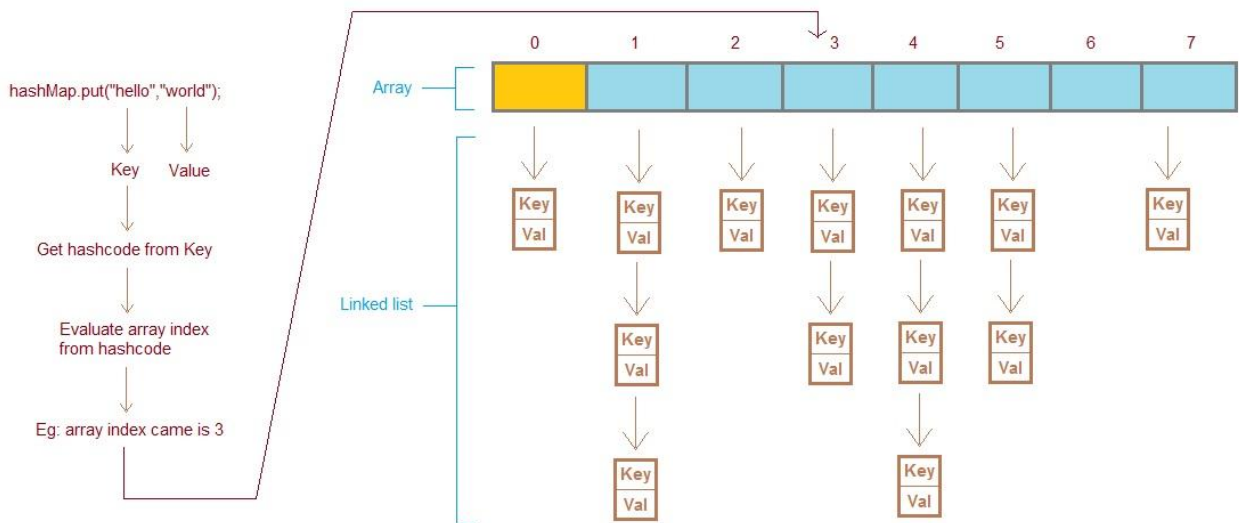 hashMap.put("hello","world");
Key Value
Get hashcode from Key
Evaluate array index
from hashcode
Eg: array index came is 3
0 1 2 3 4 5 6 7
Array
Linked list
Key Key Key Key Key Key Key
Val Val Val Val Val Val Val
Key Key Key Key
Val Val Val Val
Key Key
Val Val